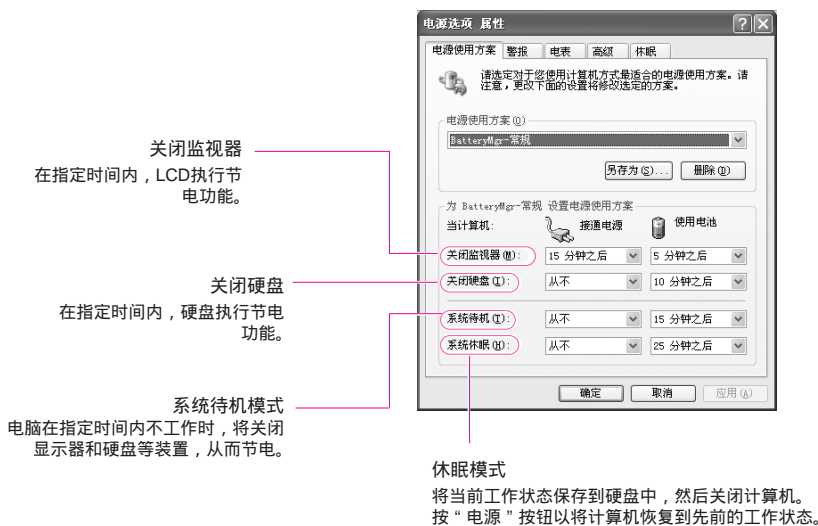 电源选项 属性
电源使用方案 警报 电表 高级 休眠
请选定对于您使用计算机方式最适合的电源使用方案。请
注意，更改下面的设置将修改选定的方案。
电源使用方案(O)
BatteryMgr-常规
另存为(S)... 删除(D)
为 BatteryMgr-常规 设置电源使用方案
当计算机: 接通电源 使用电池
关闭监视器(M): 15 分钟之后 5 分钟之后
关闭硬盘(I): 从不 10 分钟之后
系统待机(T): 从不 15 分钟之后
系统休眠(H): 从不 25 分钟之后
确定 取消 应用(A)
关闭监视器
在指定时间内，LCD执行节
电功能。
关闭硬盘
在指定时间内，硬盘执行节电
功能。
系统待机模式
电脑在指定时间内不工作时，将关闭
显示器和硬盘等装置，从而节电。
休眠模式
将当前工作状态保存到硬盘中，然后关闭计算机。
按“电源”按钮以将计算机恢复到先前的工作状态。